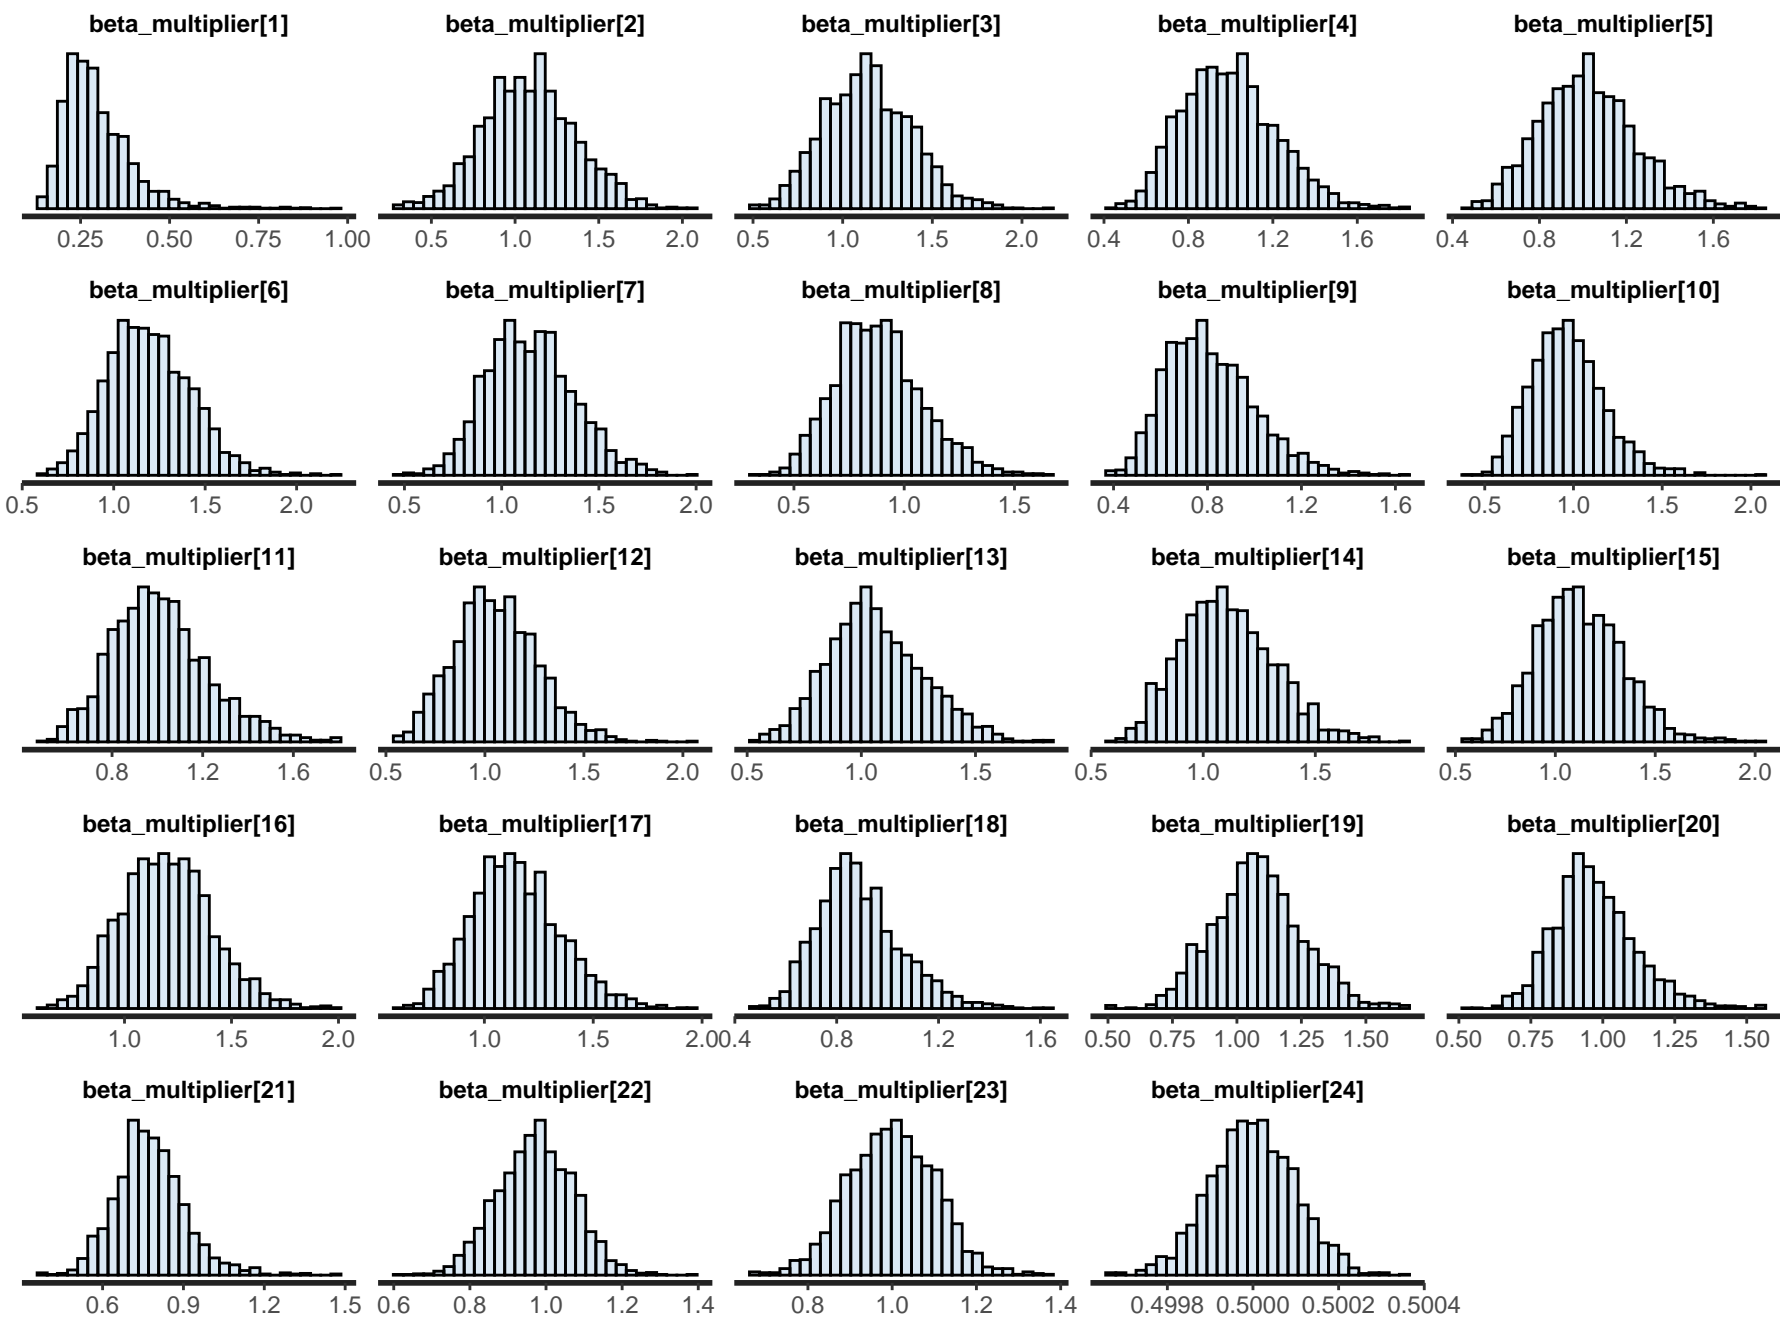 beta_multiplier[1] beta_multiplier[2] beta_multiplier[3] beta_multiplier[4] beta_multiplier[5]
0.25 0.50 0.75 1.00 0.5 1.0 1.5 2.0 0.5 1.0 1.5 2.0 0.4 0.8 1.2 1.6 0.4 0.8 1.2 1.6
beta_multiplier[6] beta_multiplier[7] beta_multiplier[8] beta_multiplier[9] beta_multiplier[10]
0.5 1.0 1.5 2.0 0.5 1.0 1.5 2.0 0.5 1.0 1.5 0.4 0.8 1.2 1.6 0.5 1.0 1.5 2.0
beta_multiplier[11] beta_multiplier[12] beta_multiplier[13] beta_multiplier[14] beta_multiplier[15]
0.8 1.2 1.6 0.5 1.0 1.5 2.0 0.5 1.0 1.5 0.5 1.0 1.5 0.5 1.0 1.5 2.0
beta_multiplier[16] beta_multiplier[17] beta_multiplier[18] beta_multiplier[19] beta_multiplier[20]
1.0 1.5 2.0 1.0 1.5 2.00.4 0.8 1.2 1.6 0.50 0.75 1.00 1.25 1.50 0.50 0.75 1.00 1.25 1.50
beta_multiplier[21] beta_multiplier[22] beta_multiplier[23] beta_multiplier[24]
0.6 0.9 1.2 1.5 0.6 0.8 1.0 1.2 1.4 0.8 1.0 1.2 1.4 0.4998 0.5000 0.5002 0.5004